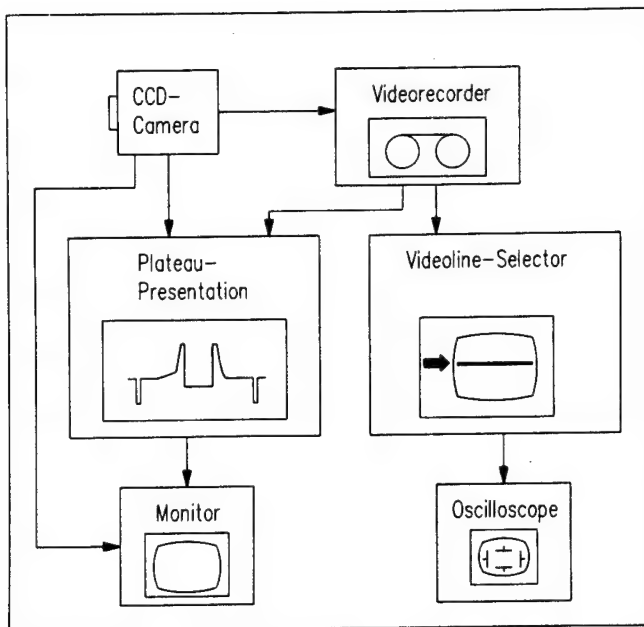 CCD-
Camera
Videorecorder
Plateau-
Presentation
Videoline-Selector
Monitor
Oscilloscope